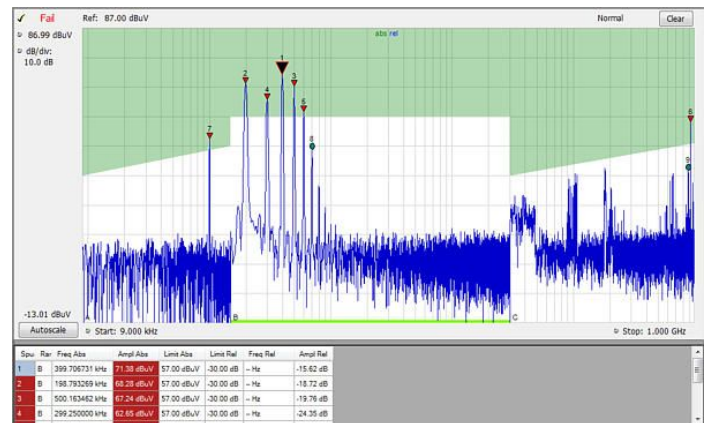 ✓ Fail Ref: 87.00 dBuV Normal Clear
86.99 dBuV
dB/div:
10.0 dB
abs rel
1
2
3
4
5
6
7
8
9
A B C
-13.01 dBuV
Autoscale Start: 9.000 kHz Stop: 1.000 GHz
Spu Rar Freq Abs Ampl Abs Limit Abs Limit Rel Freq Rel Ampl Rel
1 B 399.706731 kHz 71.38 dBuV 57.00 dBuV -30.00 dB -- Hz -15.62 dB
2 B 198.793269 kHz 68.28 dBuV 57.00 dBuV -30.00 dB -- Hz -18.72 dB
3 B 500.163462 kHz 67.24 dBuV 57.00 dBuV -30.00 dB -- Hz -19.76 dB
4 B 299.250000 kHz 62.65 dBuV 57.00 dBuV -30.00 dB -- Hz -24.35 dB